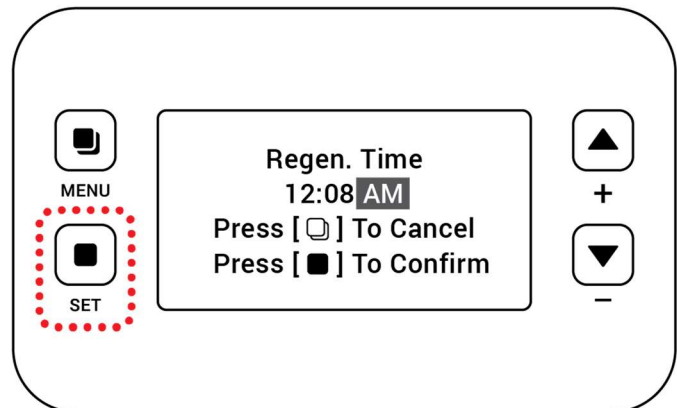 MENU
SET
Regen. Time
12:08 AM
Press [ ] To Cancel
Press [ ] To Confirm
+
−